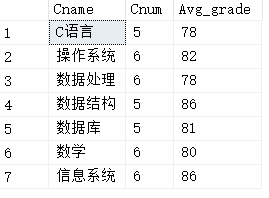 Cname Cnum Avg_grade
1 C语言 5 78
2 操作系统 6 82
3 数据处理 6 78
4 数据结构 5 86
5 数据库 5 81
6 数学 6 80
7 信息系统 6 86